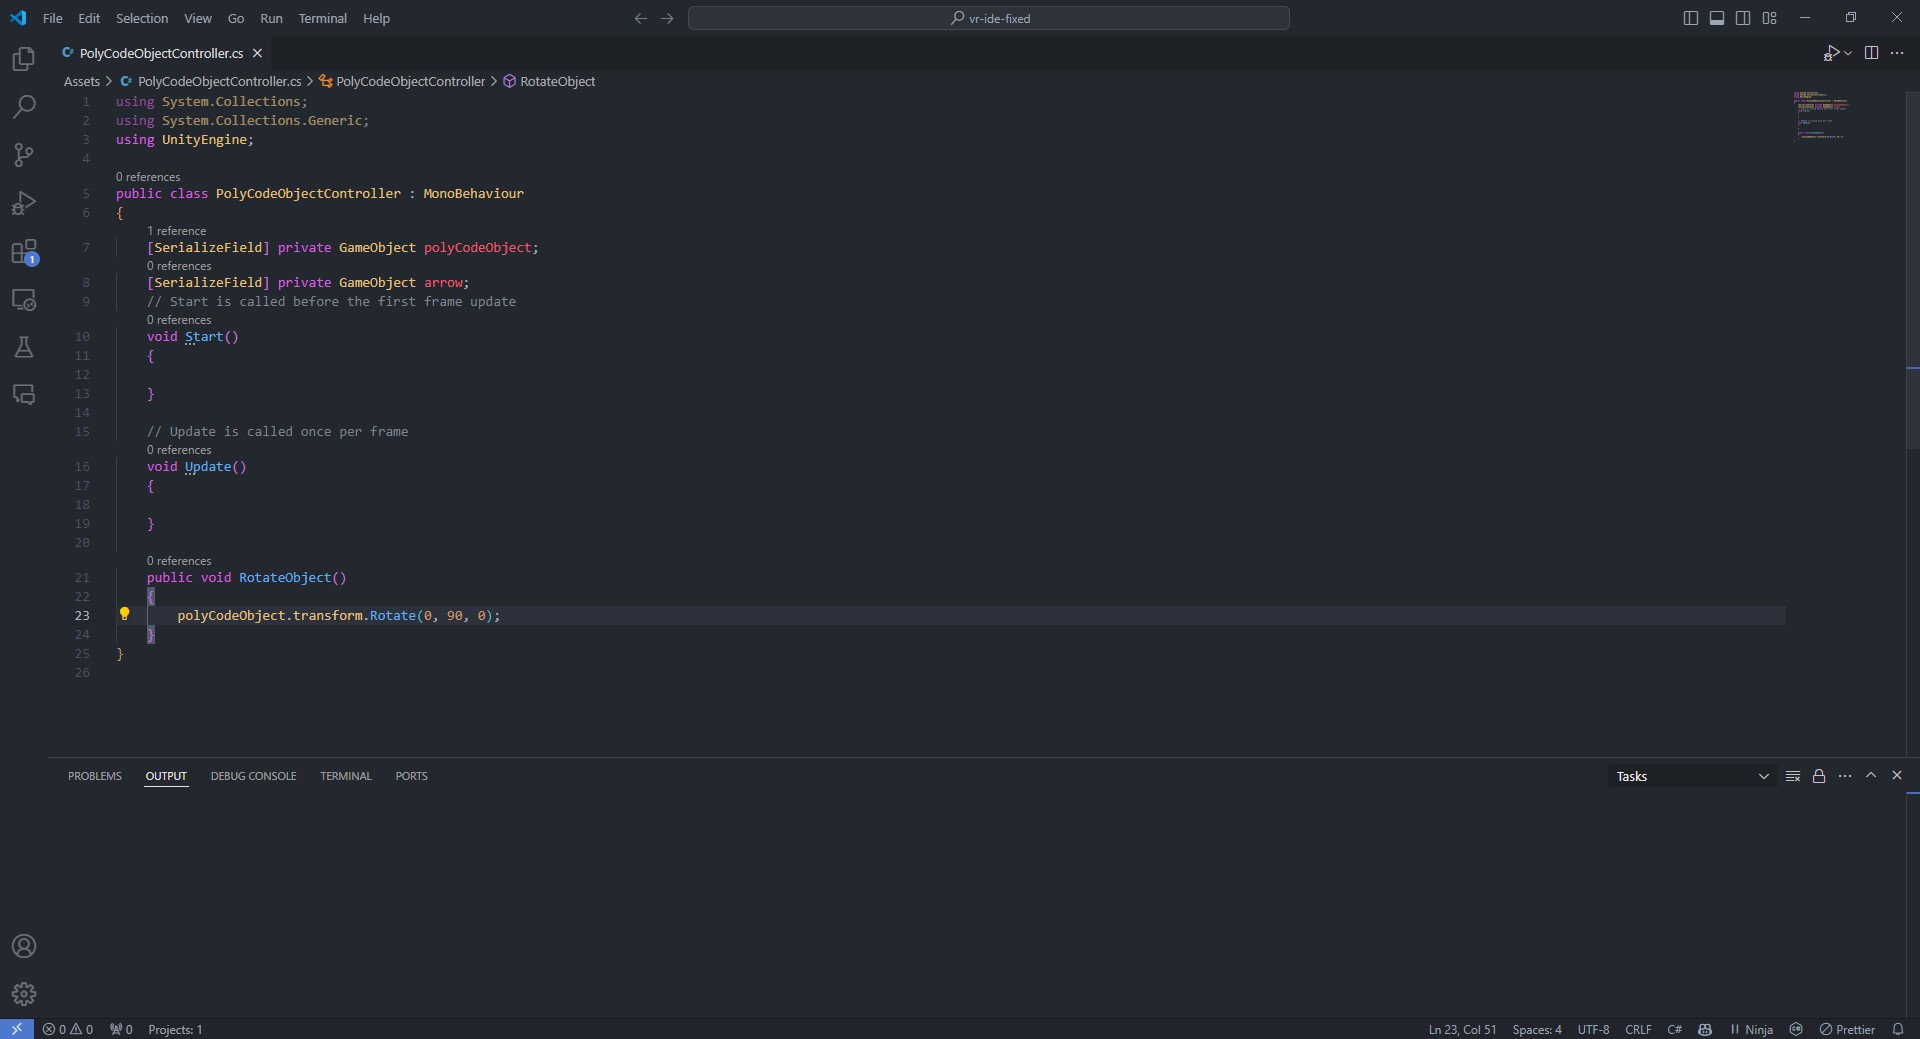 File Edit Selection View Go Run Terminal Help
vr-ide-fixed
PolyCodeObjectController.cs
Assets > PolyCodeObjectController.cs > PolyCodeObjectController > RotateObject
1 using System.Collections;
2 using System.Collections.Generic;
3 using UnityEngine;
4
0 references
5 public class PolyCodeObjectController : MonoBehaviour
6 {
1 reference
7 [SerializeField] private GameObject polyCodeObject;
0 references
8 [SerializeField] private GameObject arrow;
9 // Start is called before the first frame update
0 references
10 void Start()
11 {
12
13 }
14
15 // Update is called once per frame
0 references
16 void Update()
17 {
18
19 }
20
0 references
21 public void RotateObject()
22 {
23 polyCodeObject.transform.Rotate(0, 90, 0);
24 }
25 }
26
1
PROBLEMS OUTPUT DEBUG CONSOLE TERMINAL PORTS
Tasks
0 0 0 Projects: 1
Ln 23, Col 51 Spaces: 4 UTF-8 CRLF C# Ninja Prettier